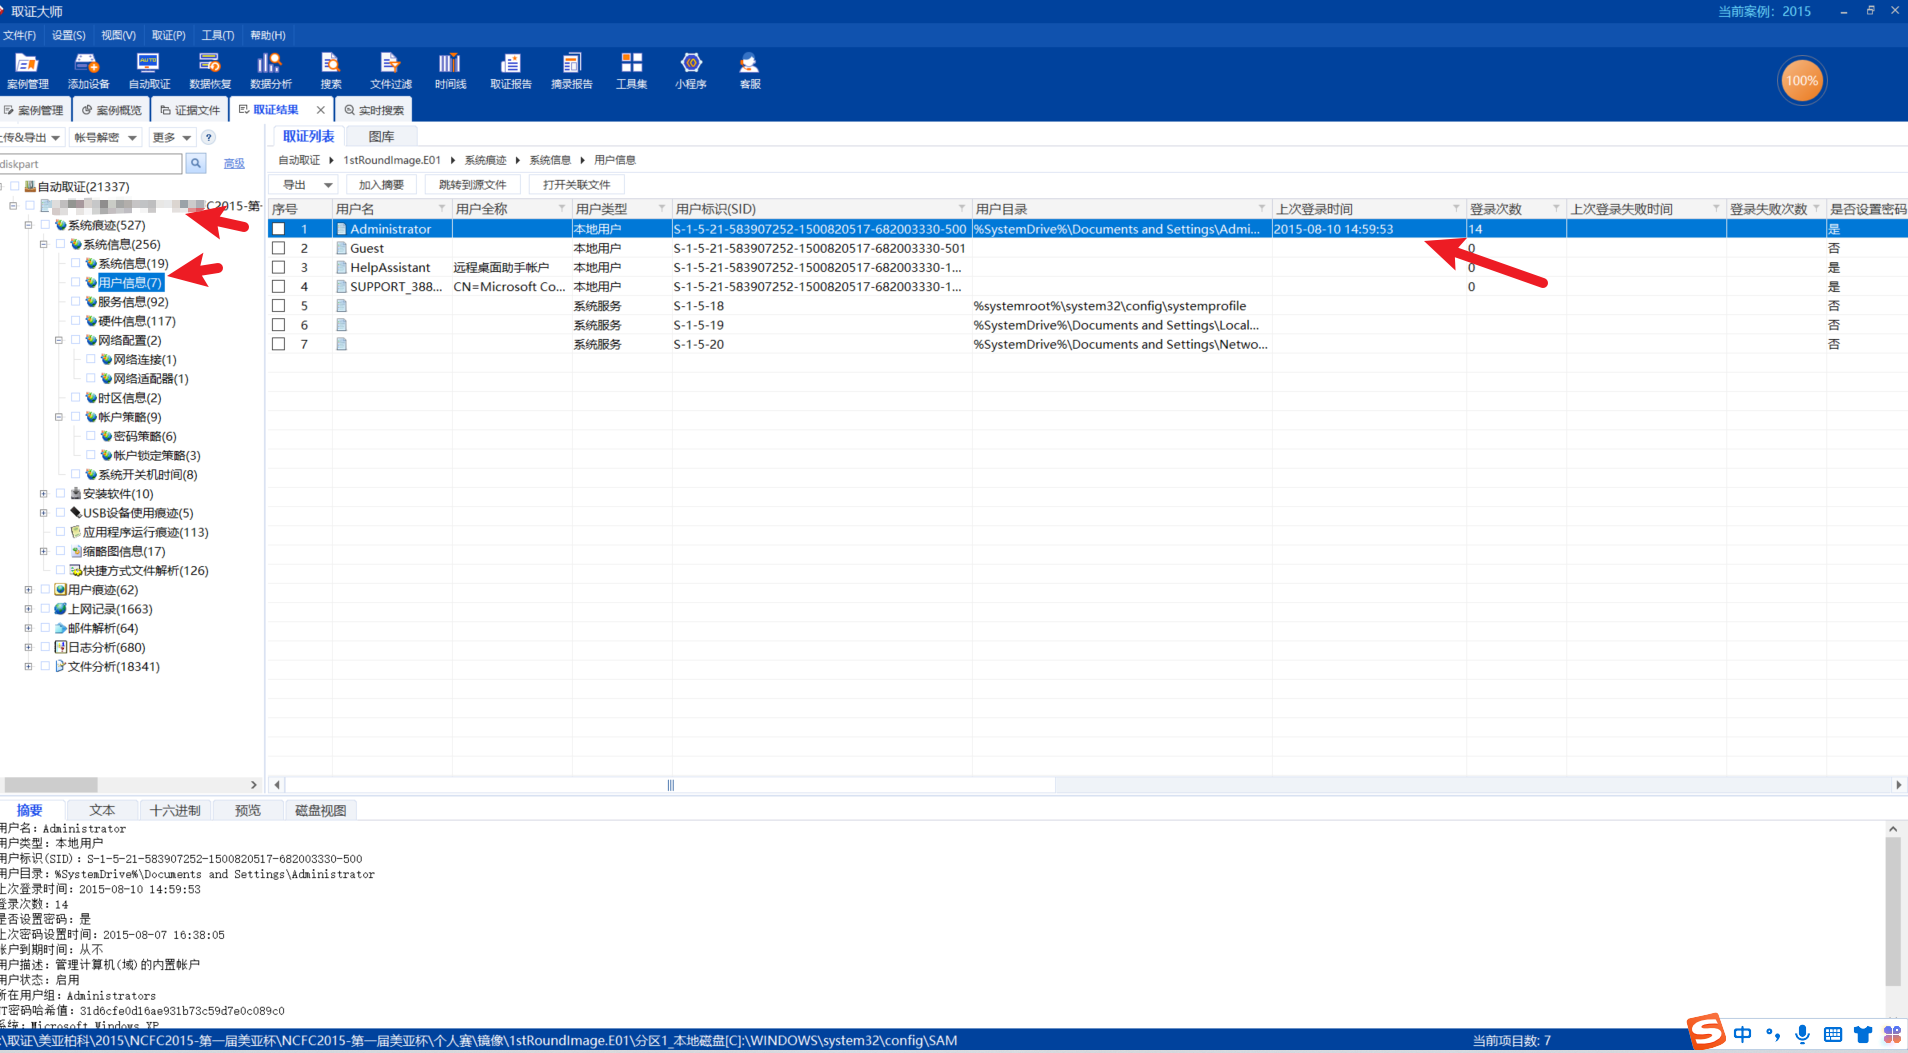 取证大师
当前案例：2015
文件(F) 设置(S) 视图(V) 取证(P) 工具(T) 帮助(H)
案例管理 添加设备 自动取证 数据恢复 数据分析 搜索 文件过滤 时间线 取证报告 摘录报告 工具集 小程序 客服
100%
案例管理 案例概览 证据文件 取证结果 实时搜索
传&导出 帐号解密 更多 ?
diskpart
高级
自动取证(21337)
C2015-第·
系统痕迹(527)
系统信息(256)
系统信息(19)
用户信息(7)
服务信息(92)
硬件信息(117)
网络配置(2)
网络连接(1)
网络适配器(1)
时区信息(2)
帐户策略(9)
密码策略(6)
帐户锁定策略(3)
系统开关机时间(8)
安装软件(10)
USB设备使用痕迹(5)
应用程序运行痕迹(113)
缩略图信息(17)
快捷方式文件解析(126)
用户痕迹(62)
上网记录(1663)
邮件解析(64)
日志分析(680)
文件分析(18341)
取证列表 图库
自动取证 1stRoundImage.E01 系统痕迹 系统信息 用户信息
导出 加入摘要 跳转到源文件 打开关联文件
序号 用户名 用户全称 用户类型 用户标识(SID) 用户目录 上次登录时间 登录次数 上次登录失败时间 登录失败次数 是否设置密码
1 Administrator 本地用户 S-1-5-21-583907252-1500820517-682003330-500 %SystemDrive%\Documents and Settings\Admi... 2015-08-10 14:59:53 14 是
2 Guest 本地用户 S-1-5-21-583907252-1500820517-682003330-501 0 否
3 HelpAssistant 远程桌面助手帐户 本地用户 S-1-5-21-583907252-1500820517-682003330-1... 0 是
4 SUPPORT_388... CN=Microsoft Co... 本地用户 S-1-5-21-583907252-1500820517-682003330-1... 0 是
5 系统服务 S-1-5-18 %systemroot%\system32\config\systemprofile 否
6 系统服务 S-1-5-19 %SystemDrive%\Documents and Settings\Local... 否
7 系统服务 S-1-5-20 %SystemDrive%\Documents and Settings\Netwo... 否
摘要 文本 十六进制 预览 磁盘视图
用户名：Administrator
用户类型：本地用户
用户标识(SID)：S-1-5-21-583907252-1500820517-682003330-500
用户目录：%SystemDrive%\Documents and Settings\Administrator
上次登录时间：2015-08-10 14:59:53
登录次数：14
是否设置密码：是
上次密码设置时间：2015-08-07 16:38:05
帐户到期时间：从不
用户描述：管理计算机(域)的内置帐户
用户状态：启用
所在用户组：Administrators
NT密码哈希值：31d6cfe0d16ae931b73c59d7e0c089c0
系统：Microsoft Windows XP
:\取证\美亚柏科\2015\NCFC2015-第一届美亚杯\NCFC2015-第一届美亚杯\个人赛\镜像\1stRoundImage.E01\分区1_本地磁盘[C]:\WINDOWS\system32\config\SAM
当前项目数: 7
中